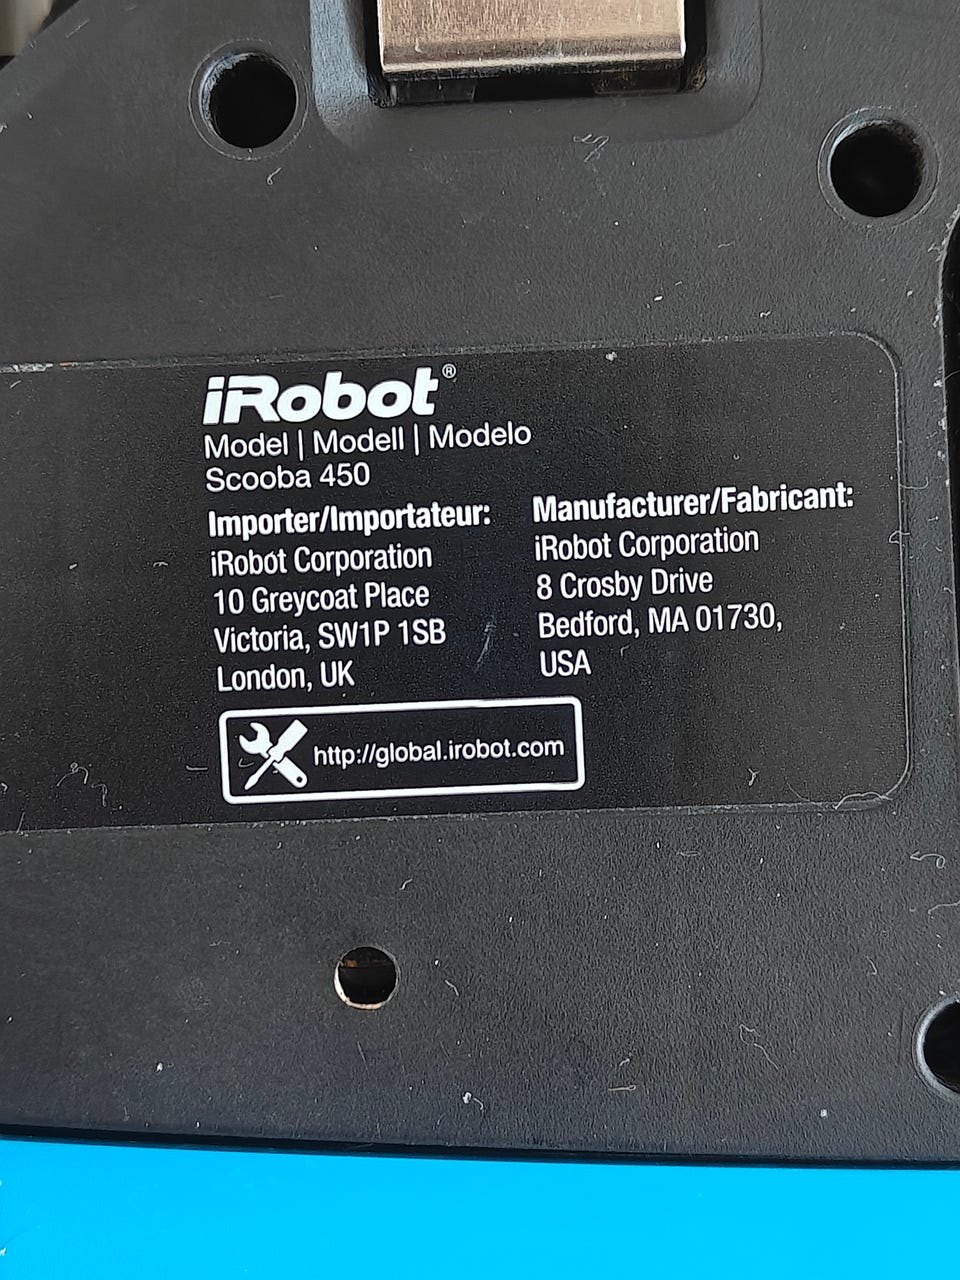 iRobot®
Model | Modell | Modelo
Scooba 450
Importer/Importateur:
iRobot Corporation
10 Greycoat Place
Victoria, SW1P 1SB
London, UK
Manufacturer/Fabricant:
iRobot Corporation
8 Crosby Drive
Bedford, MA 01730,
USA
http://global.irobot.com